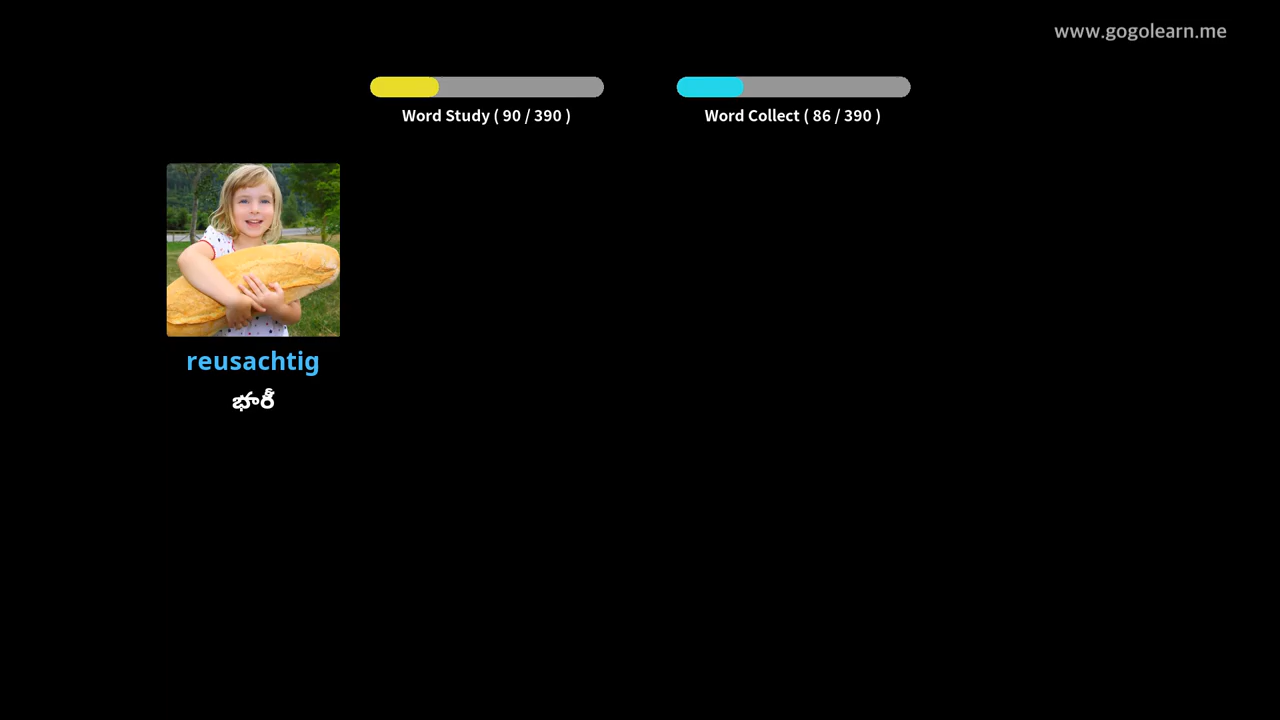 www.gogolearn.me
Word Study ( 90 / 390 )
Word Collect ( 86 / 390 )
reusachtig
భారీ